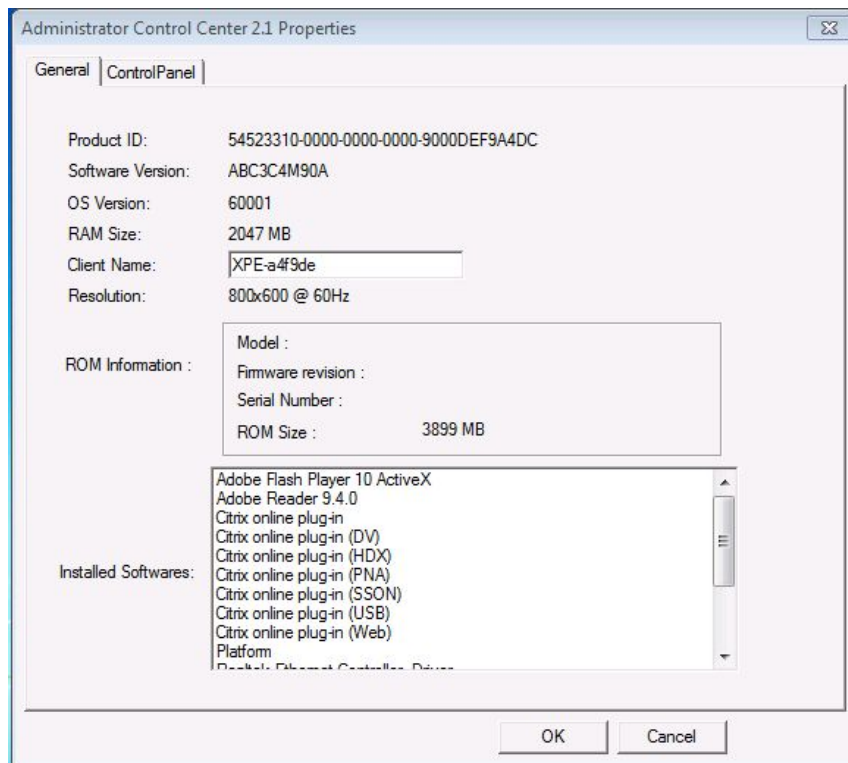 Administrator Control Center 2.1 Properties
General ControlPanel
Product ID: 54523310-0000-0000-0000-9000DEF9A4DC
Software Version: ABC3C4M90A
OS Version: 60001
RAM Size: 2047 MB
Client Name: XPE-a4f9de
Resolution: 800x600 @ 60Hz
ROM Information :
Model :
Firmware revision :
Serial Number :
ROM Size : 3899 MB
Installed Softwares:
Adobe Flash Player 10 ActiveX
Adobe Reader 9.4.0
Citrix online plug-in
Citrix online plug-in (DV)
Citrix online plug-in (HDX)
Citrix online plug-in (PNA)
Citrix online plug-in (SSON)
Citrix online plug-in (USB)
Citrix online plug-in (Web)
Platform
Realtek Ethernet Controller Driver
OK Cancel